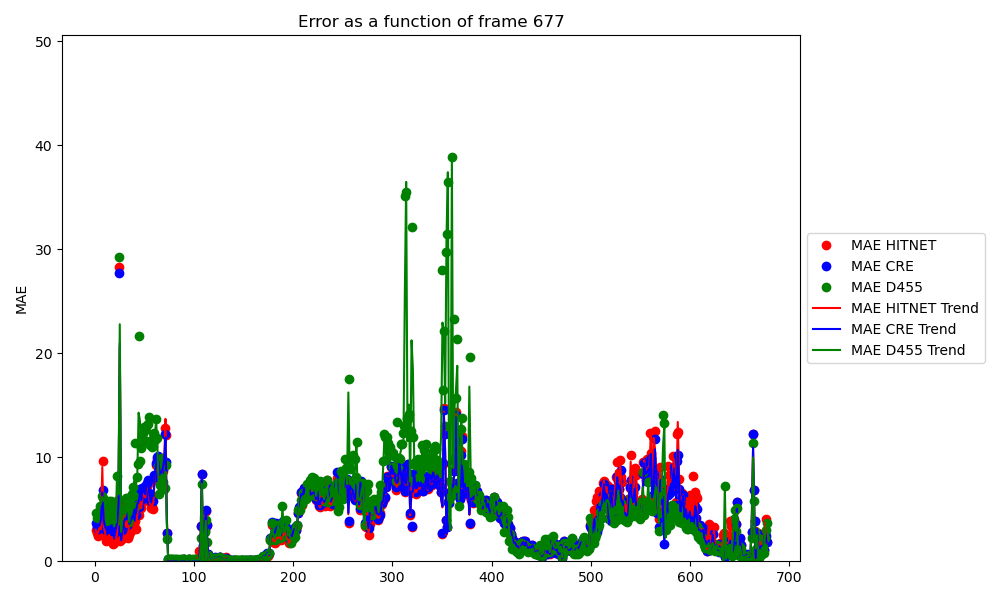 Error as a function of frame 677
50
40
30
20
10
0
MAE
0 100 200 300 400 500 600 700
MAE HITNET
MAE CRE
MAE D455
MAE HITNET Trend
MAE CRE Trend
MAE D455 Trend